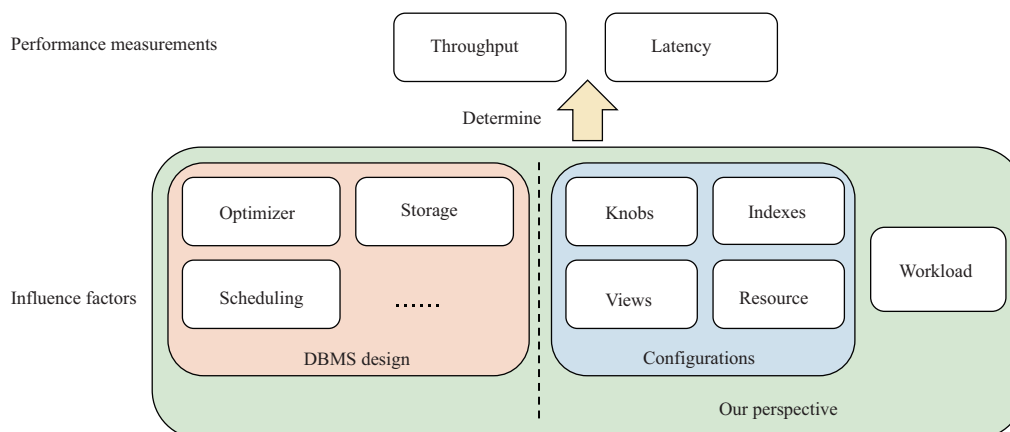 Performance measurements
Throughput
Latency
Determine
Influence factors
Optimizer
Storage
Scheduling
......
DBMS design
Knobs
Indexes
Views
Resource
Configurations
Workload
Our perspective